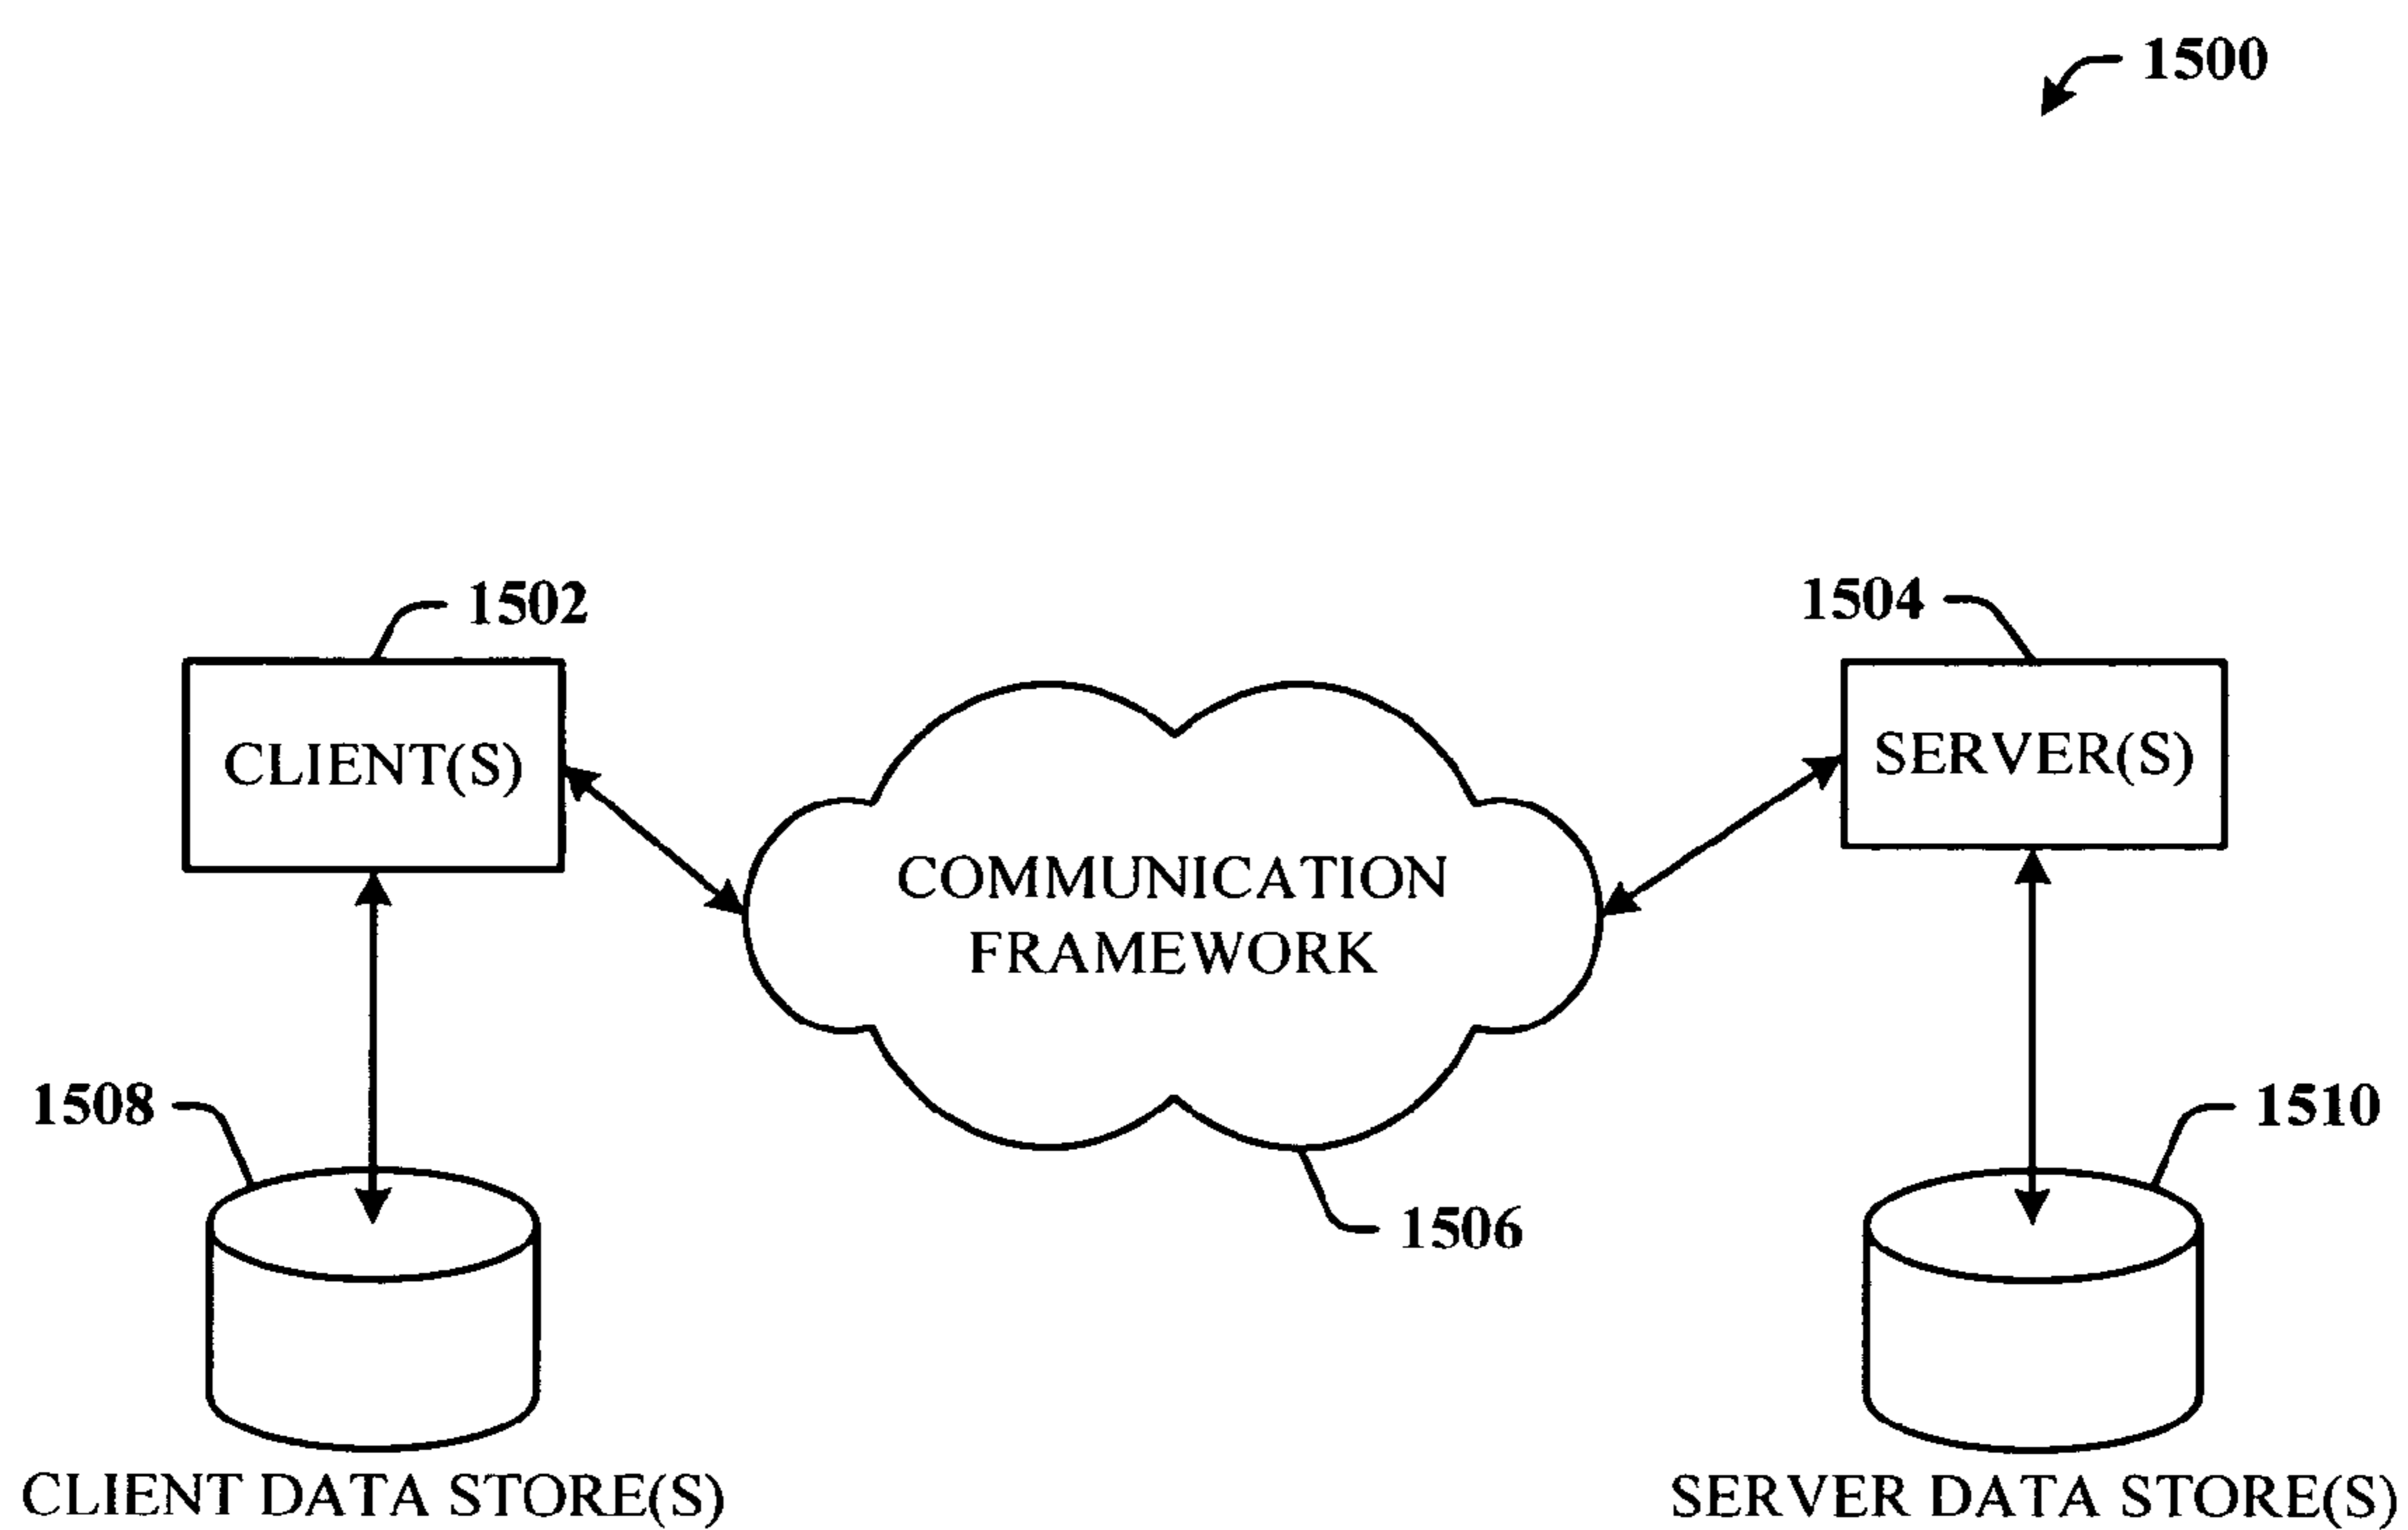 1500
1502
1504
CLIENT(S)
SERVER(S)
COMMUNICATION
FRAMEWORK
1508
1510
1506
CLIENT DATA STORE(S)
SERVER DATA STORE(S)